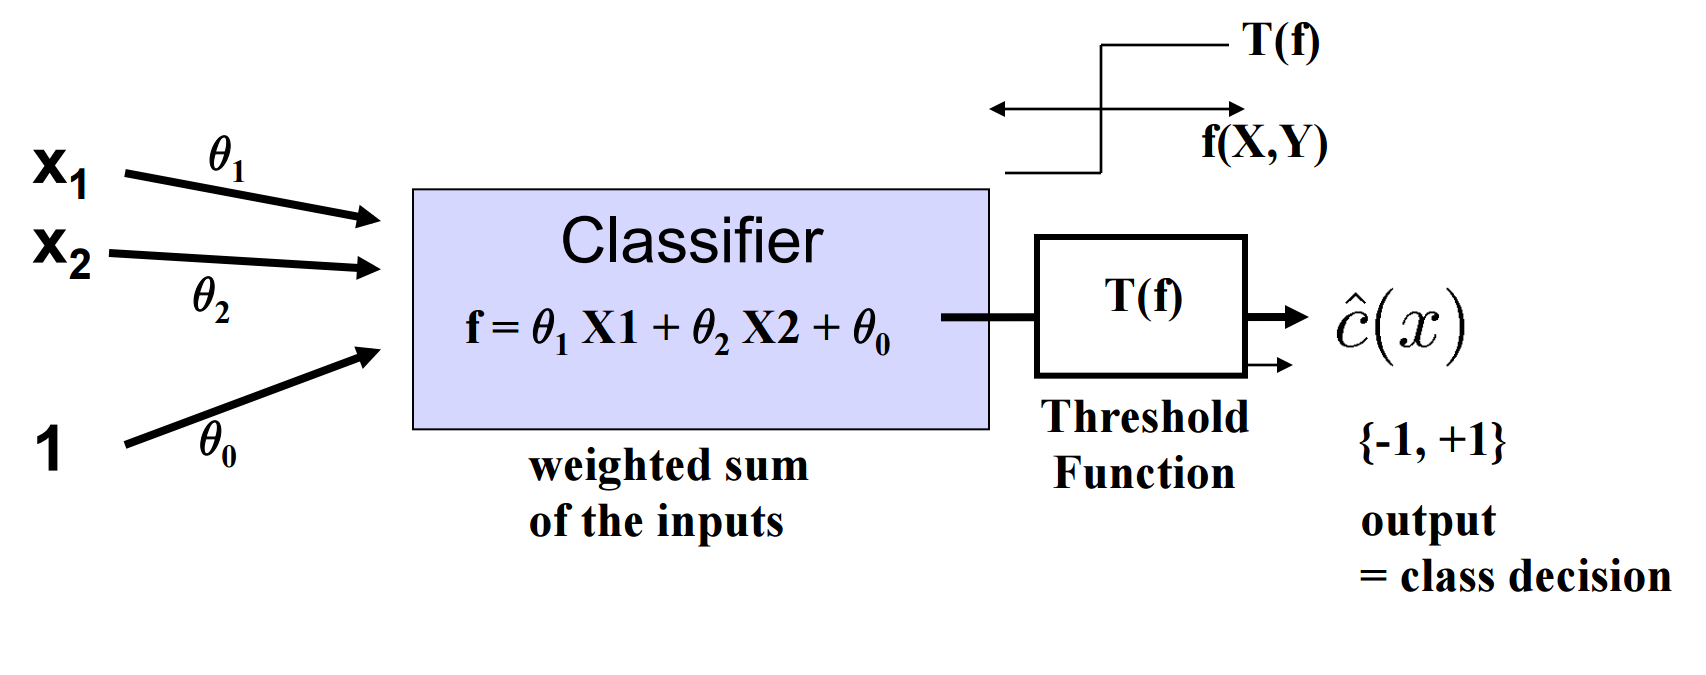 T(f)
f(X,Y)
x₁
θ₁
x₂
θ₂
1
θ₀
Classifier
f = θ₁ X1 + θ₂ X2 + θ₀
weighted sum
of the inputs
T(f)
Threshold
Function
ĉ(x)
{-1, +1}
output
= class decision